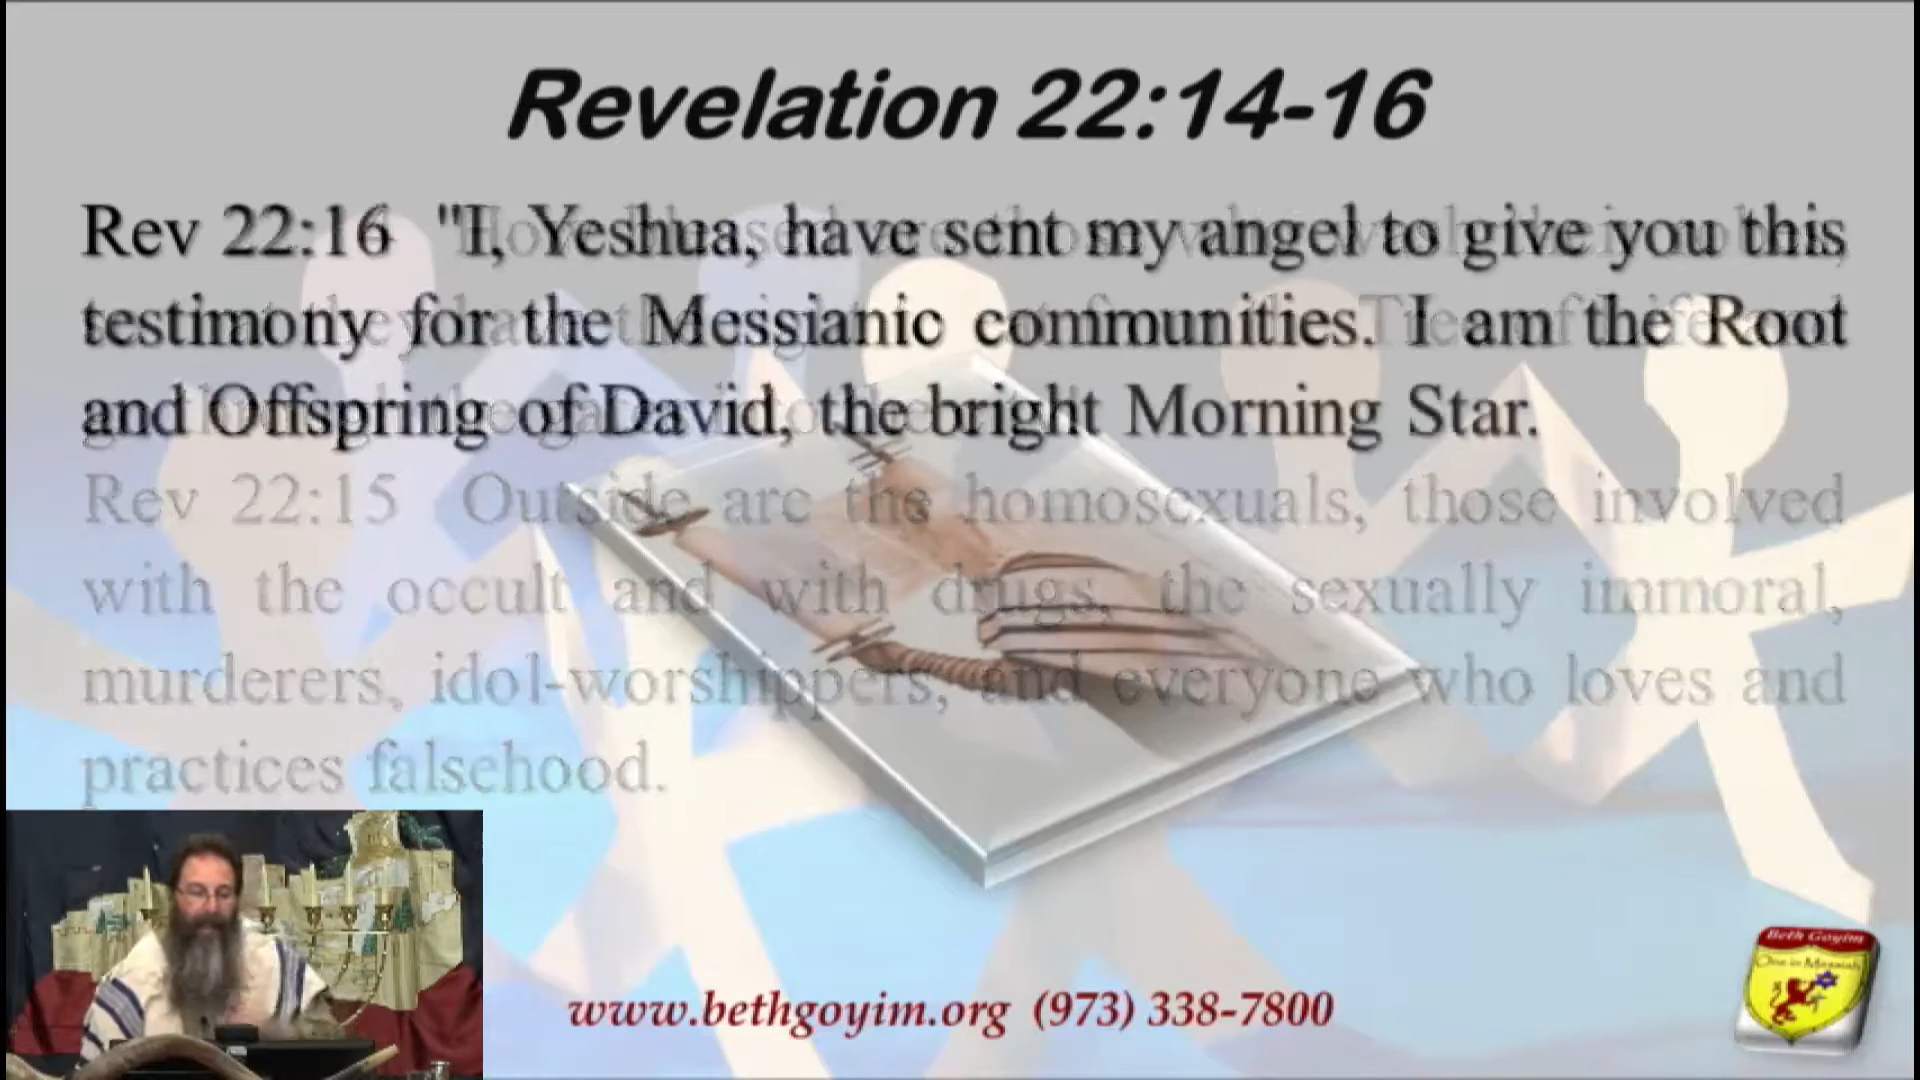 Revelation 22:14-16
Rev 22:16 "I, Yeshua, have sent my angel to give you this
testimony for the Messianic communities. I am the Root
and Offspring of David, the bright Morning Star.
Rev 22:15 Outside are the homosexuals, those involved
with the occult and with drugs, the sexually immoral,
murderers, idol-worshippers, and everyone who loves and
practices falsehood.
www.bethgoyim.org (973) 338-7800
Beth Goyim
One in Messiah